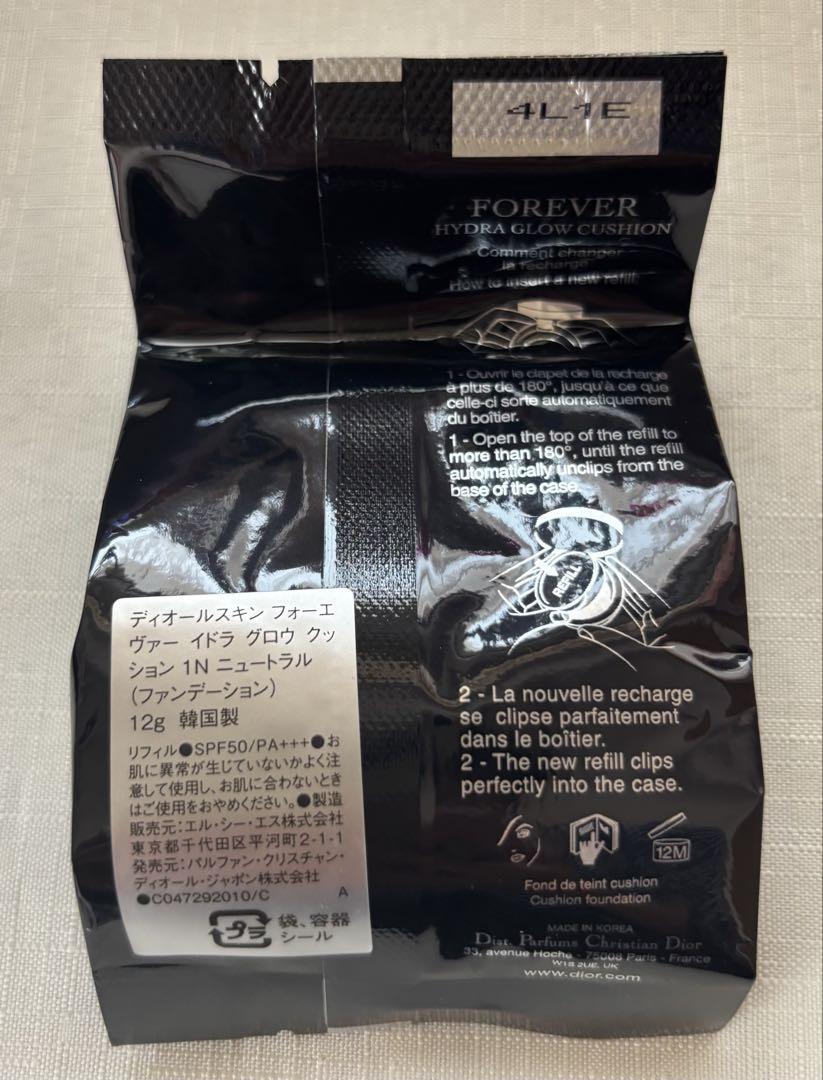 4L1E
FOREVER
HYDRA GLOW CUSHION
Comment changer
la recharge
How to insert a new refill
1 - Ouvrir le clapet de la recharge
à plus de 180°, jusqu'à ce que
celle-ci sorte automatiquement
du boîtier.
1 - Open the top of the refill to
more than 180°, until the refill
automatically unclips from the
base of the case.
REFILL
2 - La nouvelle recharge
se clipse parfaitement
dans le boîtier.
2 - The new refill clips
perfectly into the case.
12M
Fond de teint cushion
Cushion foundation
MADE IN KOREA
Dist. Parfums Christian Dior
33, avenue Hoche - 75008 Paris - France
W1S 2UE. UK
www.dior.com
ディオールスキン フォーエ
ヴァー イドラ グロウ クッ
ション 1N ニュートラル
(ファンデーション)
12g 韓国製
リフィル●SPF50/PA+++●お
肌に異常が生じていないかよく注
意して使用し、お肌に合わないとき
はご使用をおやめください。●製造
販売元:エル・シー・エス株式会社
東京都千代田区平河町2-1-1
発売元:パルファン・クリスチャン・
ディオール・ジャポン株式会社
●C047292010/C A
プラ 袋、容器
シール